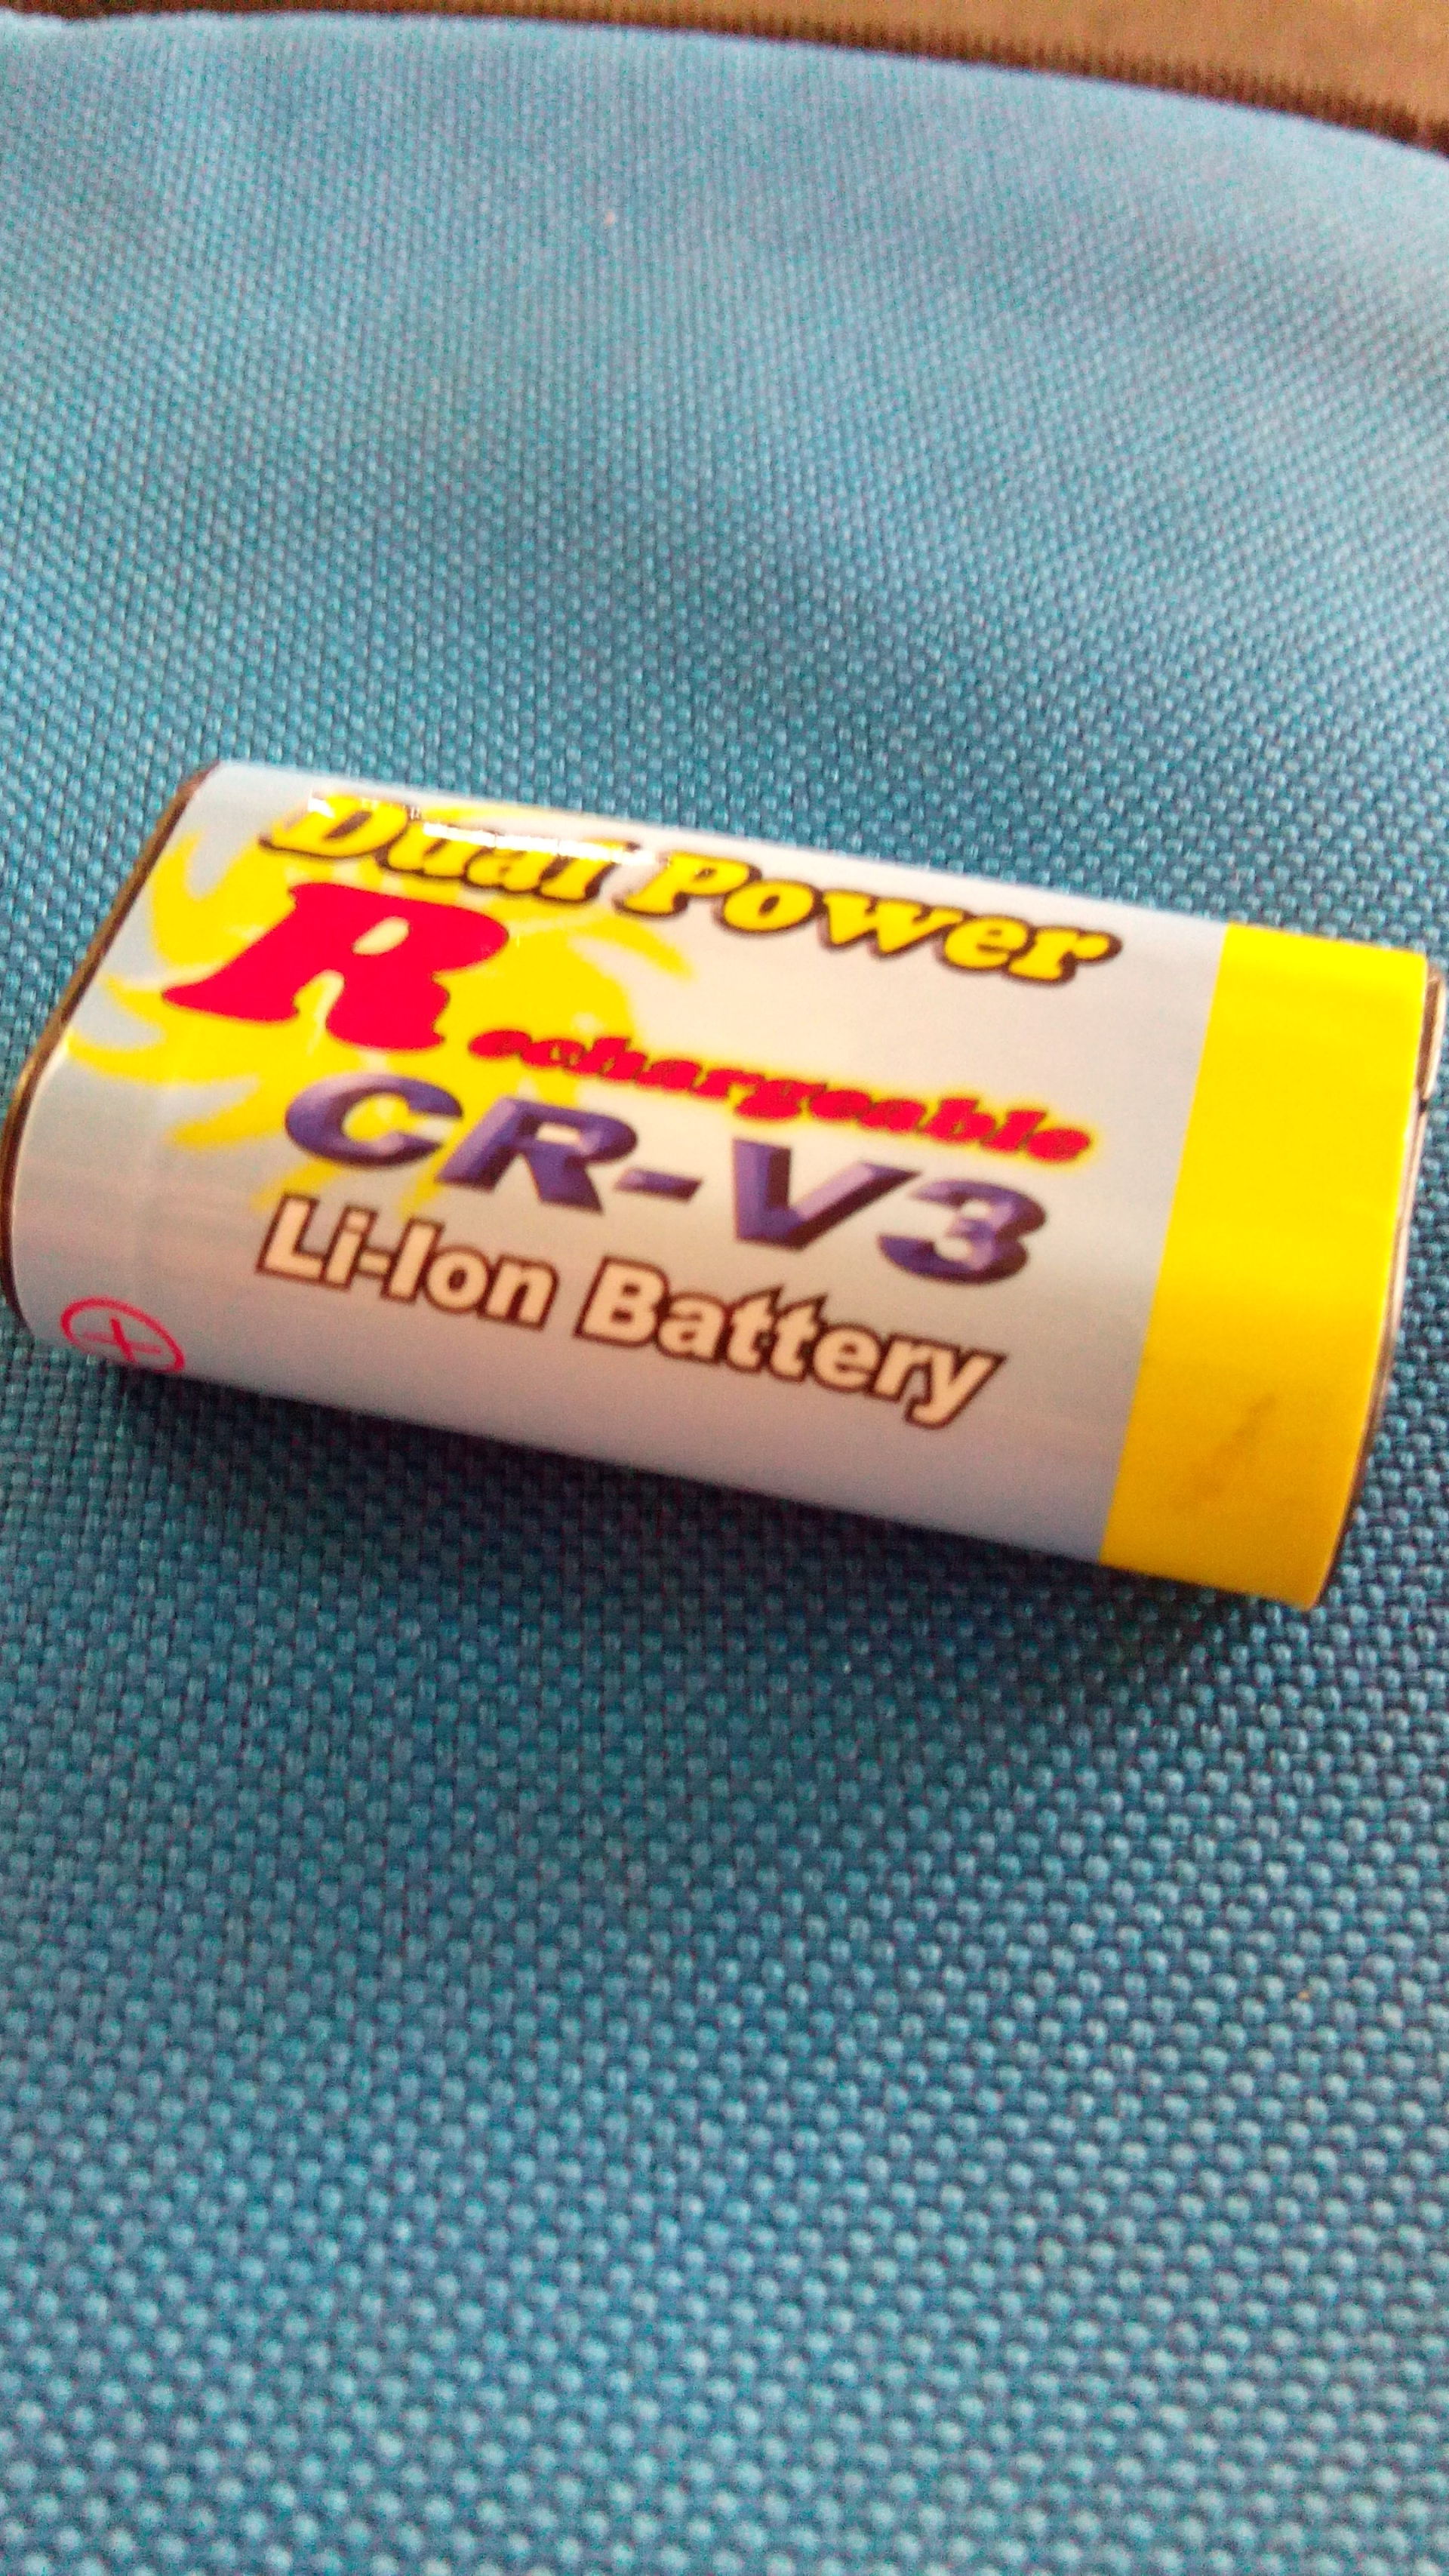 Dual Power
Rechargeable
CR-V3
Li-Ion Battery
+